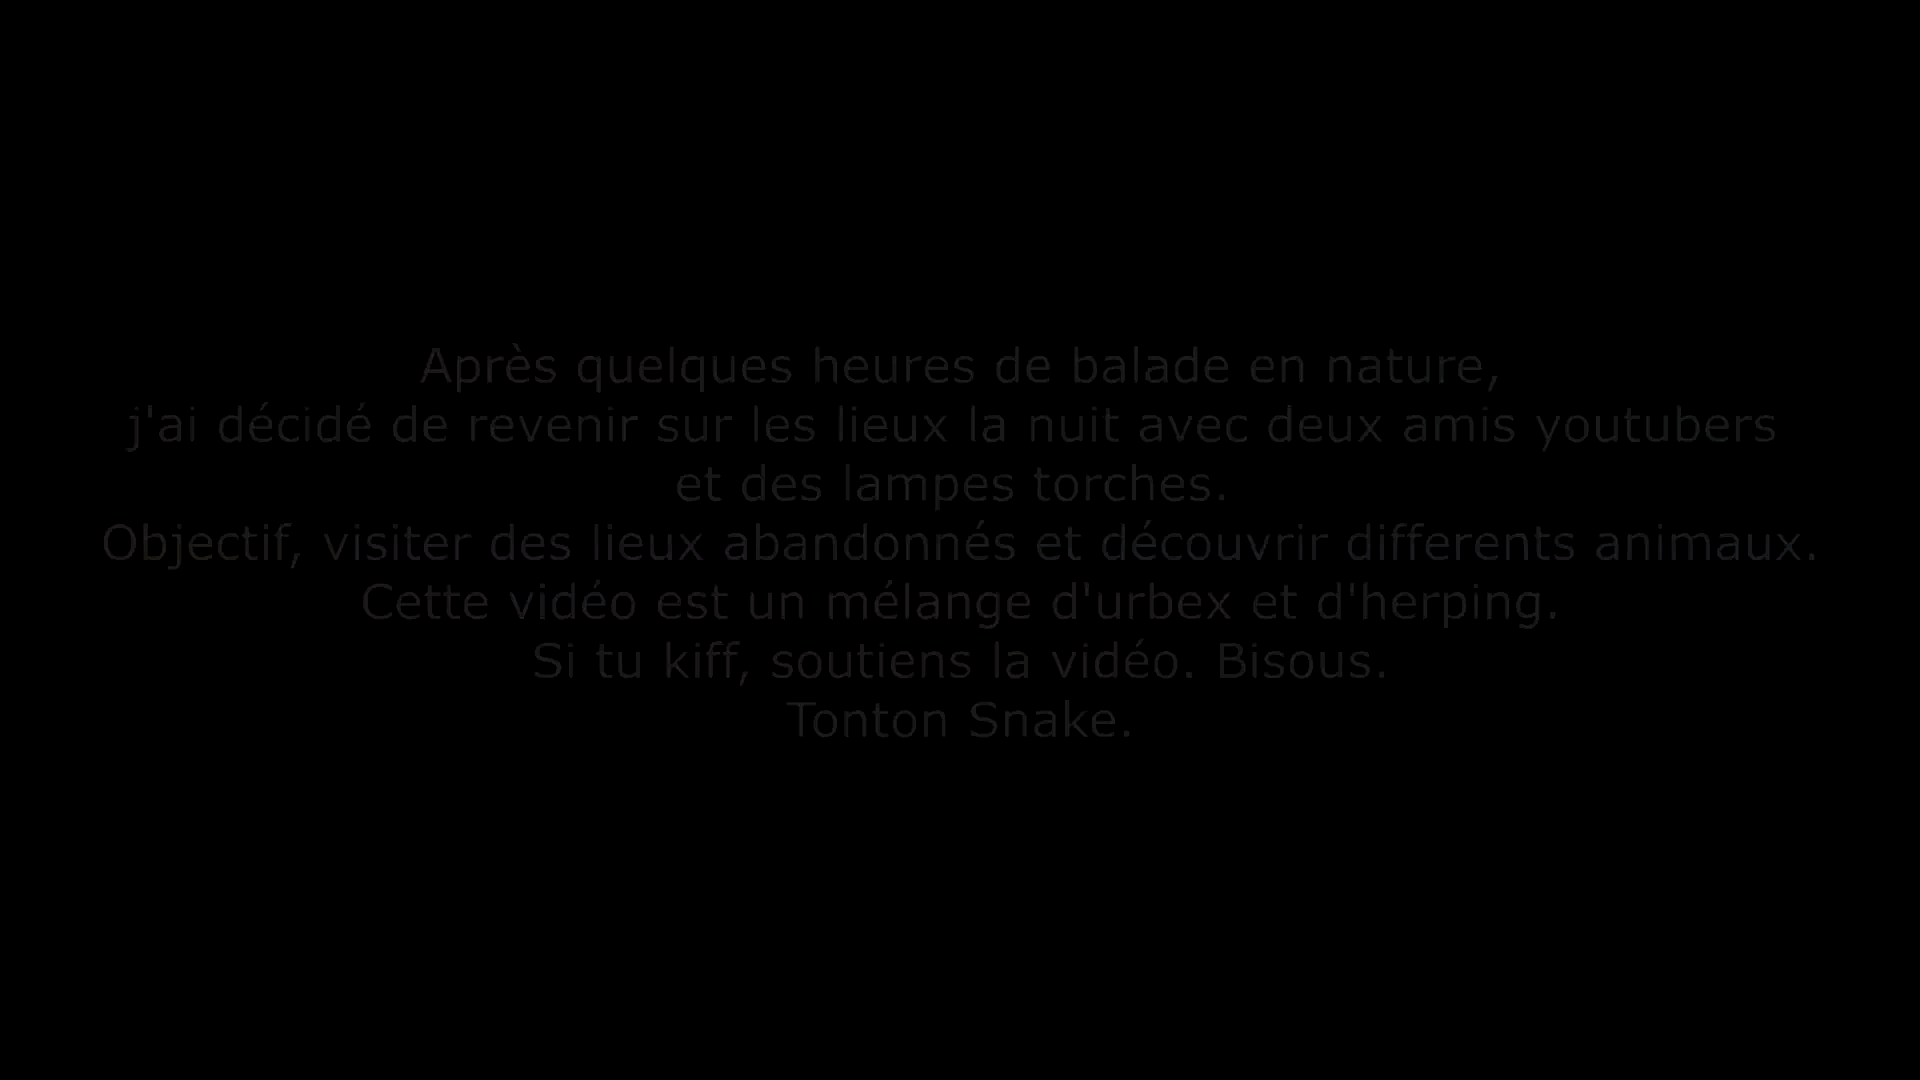 Après quelques heures de balade en nature,
j'ai décidé de revenir sur les lieux la nuit avec deux amis youtubers
et des lampes torches.
Objectif, visiter des lieux abandonnés et découvrir differents animaux.
Cette vidéo est un mélange d'urbex et d'herping.
Si tu kiff, soutiens la vidéo. Bisous.
Tonton Snake.